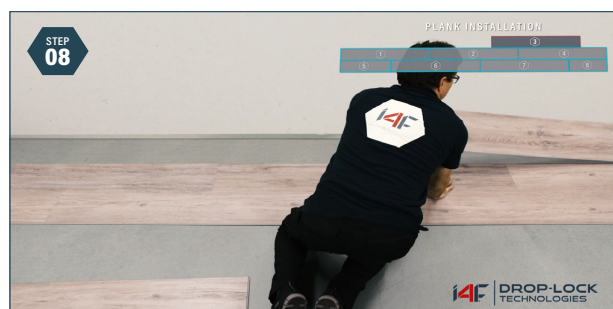 STEP
08
PLANK INSTALLATION
3
1 2 4
5 6 7 8
i4F
i4F DROP-LOCK
TECHNOLOGIES